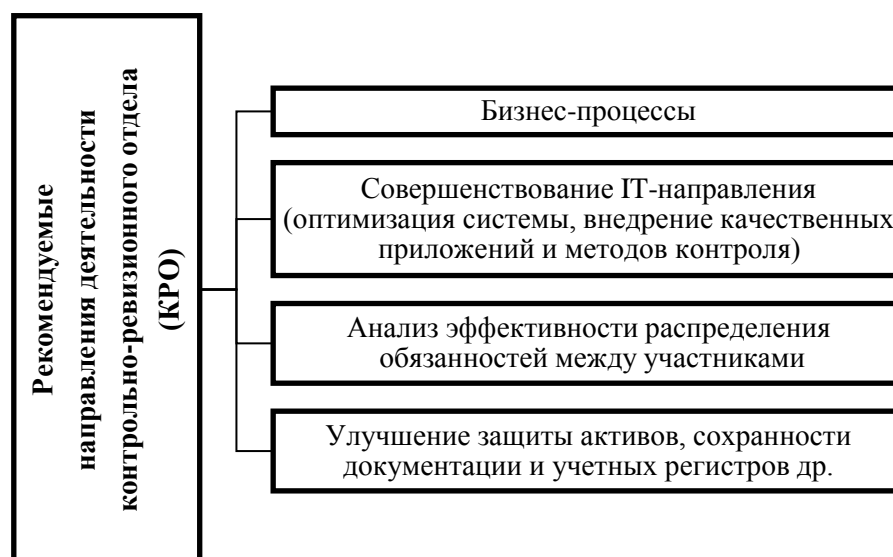 Рекомендуемые
направления деятельности
контрольно-ревизионного отдела
(КРО)
Бизнес-процессы
Совершенствование IT-направления
(оптимизация системы, внедрение качественных
приложений и методов контроля)
Анализ эффективности распределения
обязанностей между участниками
Улучшение защиты активов, сохранности
документации и учетных регистров др.